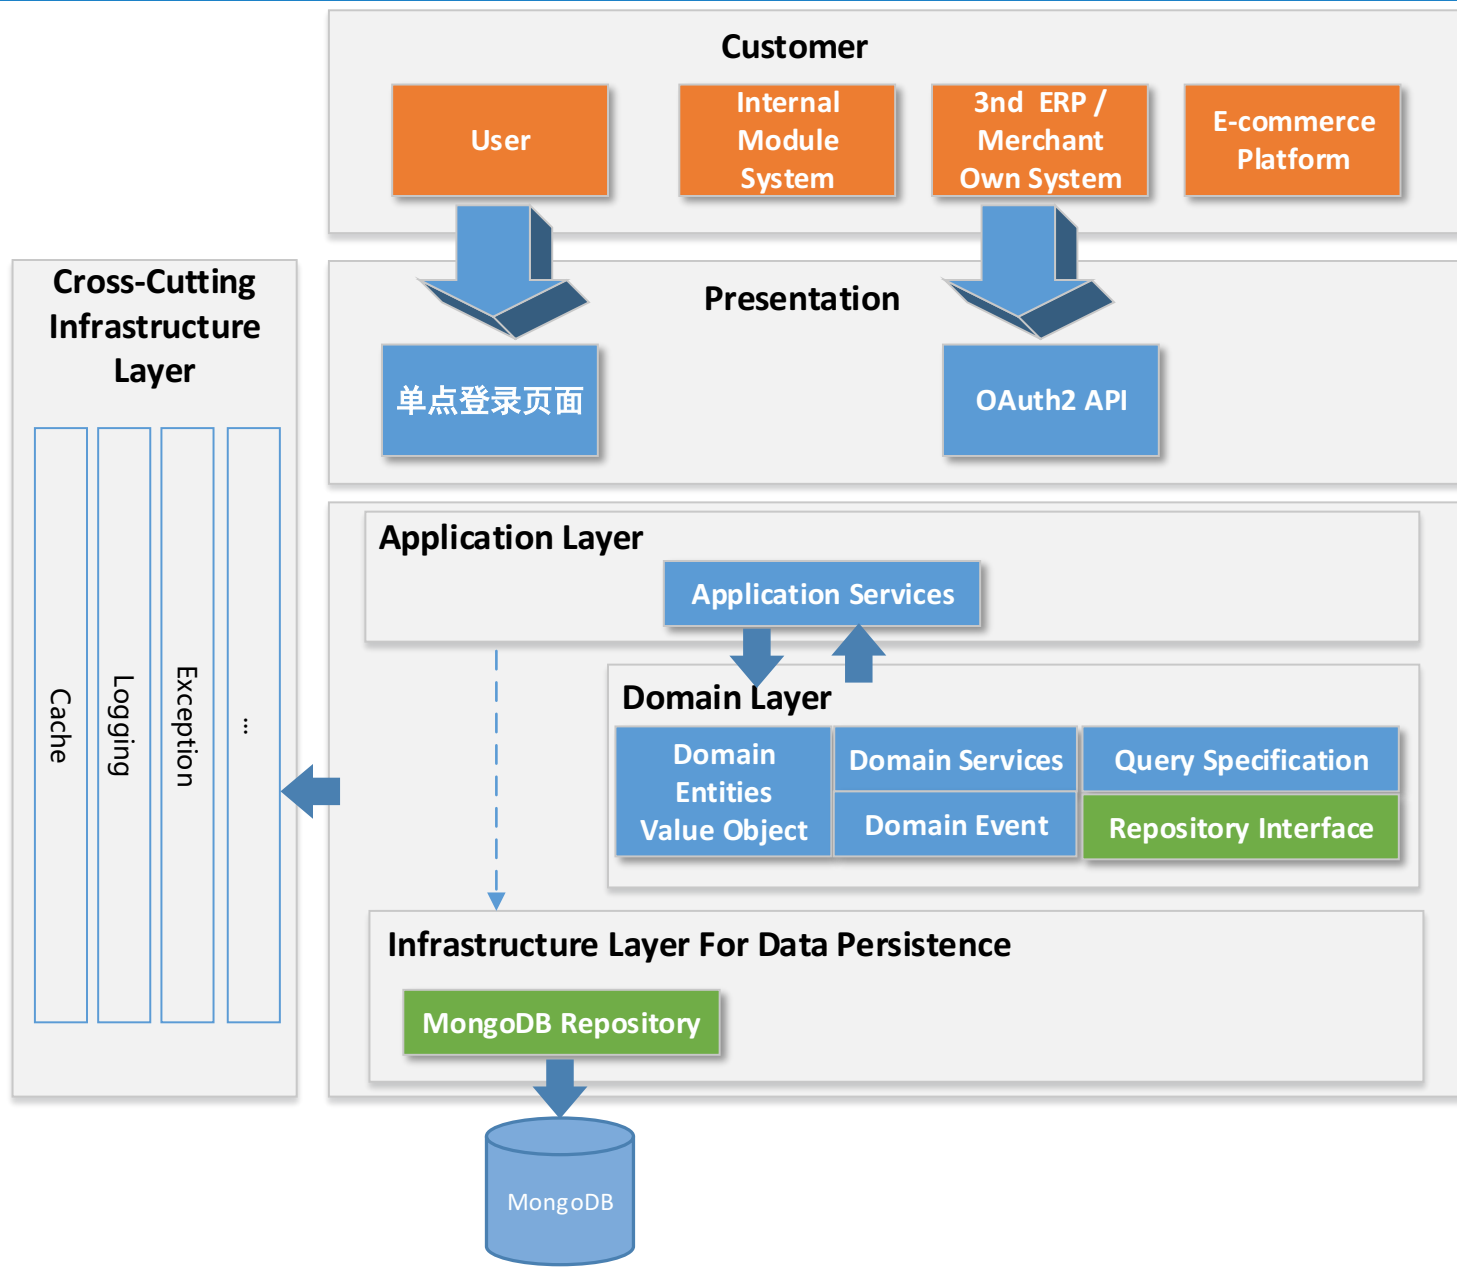 Customer
User
Internal
Module
System
3nd  ERP /
Merchant
Own System
E-commerce
Platform
Cross-Cutting
Infrastructure
Layer
Presentation
单点登录页面
OAuth2 API
Cache
Logging
Exception
...
Application Layer
Application Services
Domain Layer
Domain
Entities
Value Object
Domain Services
Domain Event
Query Specification
Repository Interface
Infrastructure Layer For Data Persistence
MongoDB Repository
MongoDB